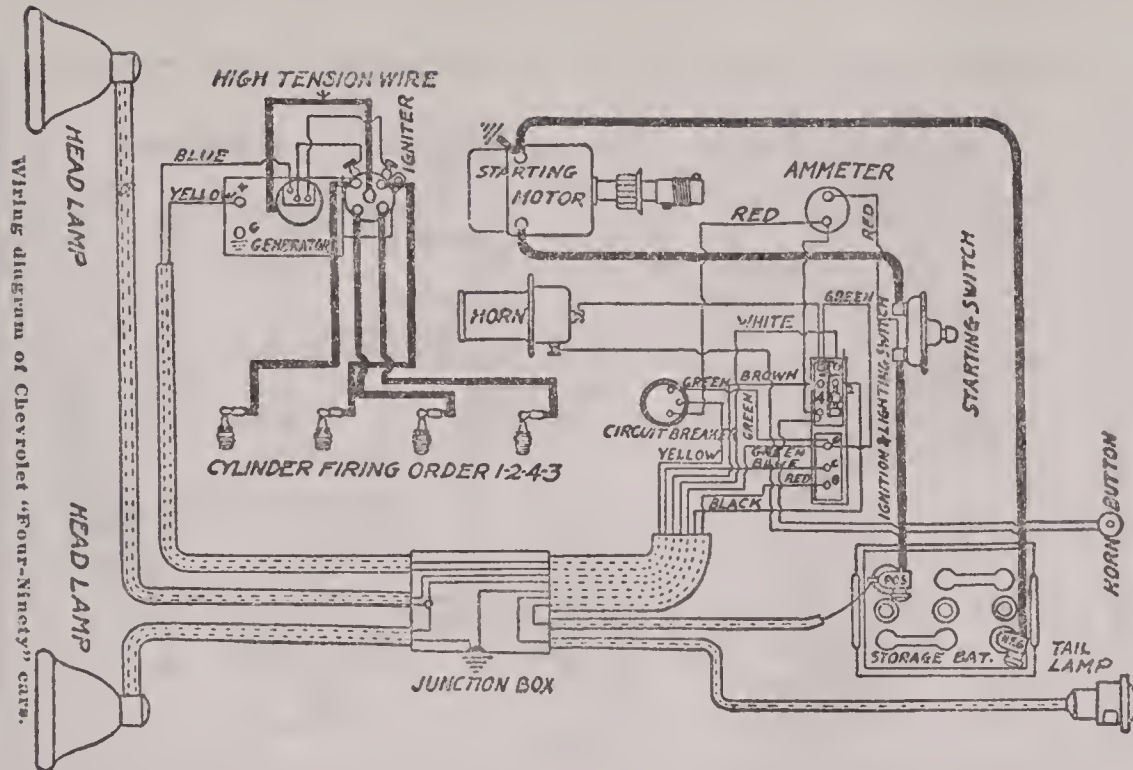 HIGH TENSION WIRE
IGNITER
HEAD LAMP
BLUE
YELLO
GENERATOR
STARTING
MOTOR
AMMETER
RED
RED
HORN
GREEN
WHITE
IGNITION & LIGHTING SWITCH
STARTING SWITCH
GREEN
BROWN
CIRCUIT BREAKER
GREEN
YELLOW
GREEN
BLUE
RED
BLACK
CYLINDER FIRING ORDER 1-2-4-3
HEAD LAMP
HORN BUTTON
POS
NEG
STORAGE BAT.
TAIL
LAMP
JUNCTION BOX
Wiring diagram of Chevrolet "Four-Ninety" cars.